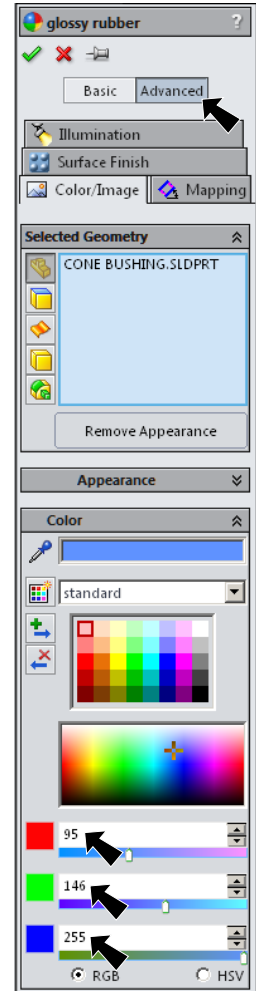 glossy rubber ?
Basic Advanced
Illumination
Surface Finish
Color/Image Mapping
Selected Geometry
CONE BUSHING.SLDPRT
Remove Appearance
Appearance
Color
standard
95
146
255
RGB HSV